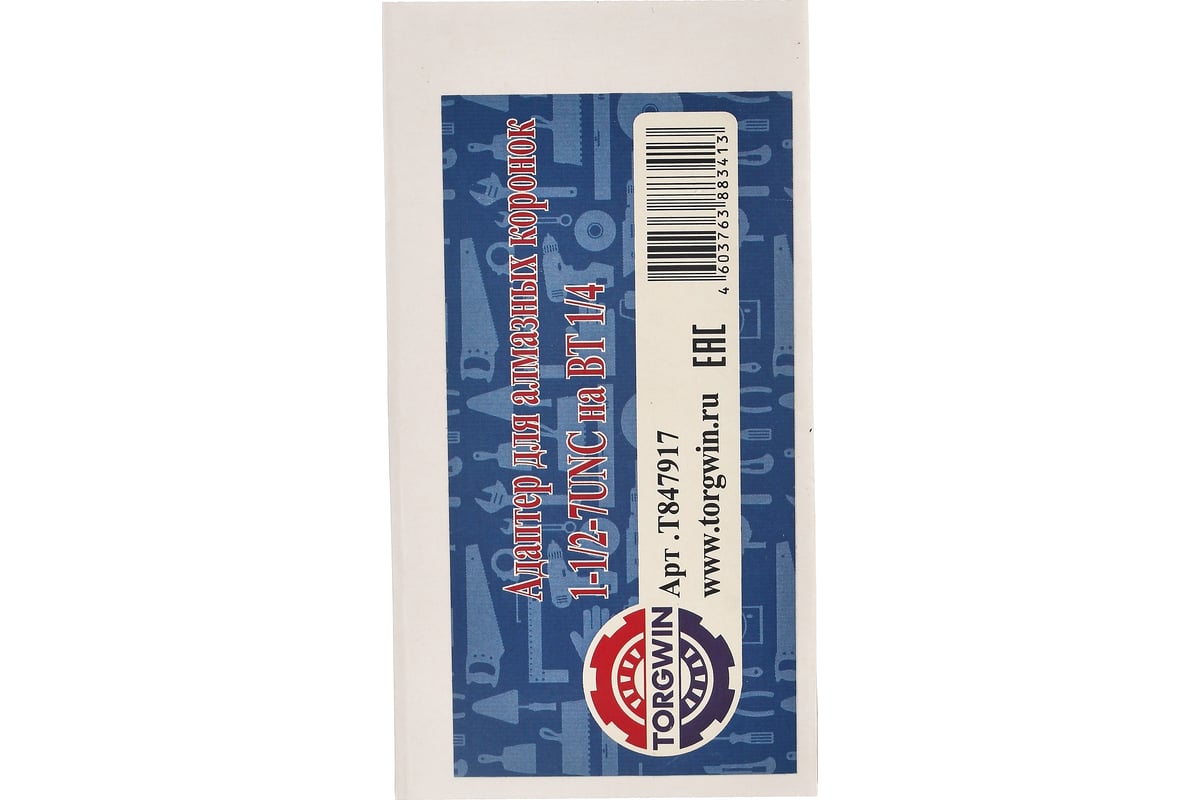 Адаптер для алмазных коронок
1-1/2-7UNC на BT 1/4
TORGWIN
Арт .T847917
www.torgwin.ru
EAC
4 603763 883413